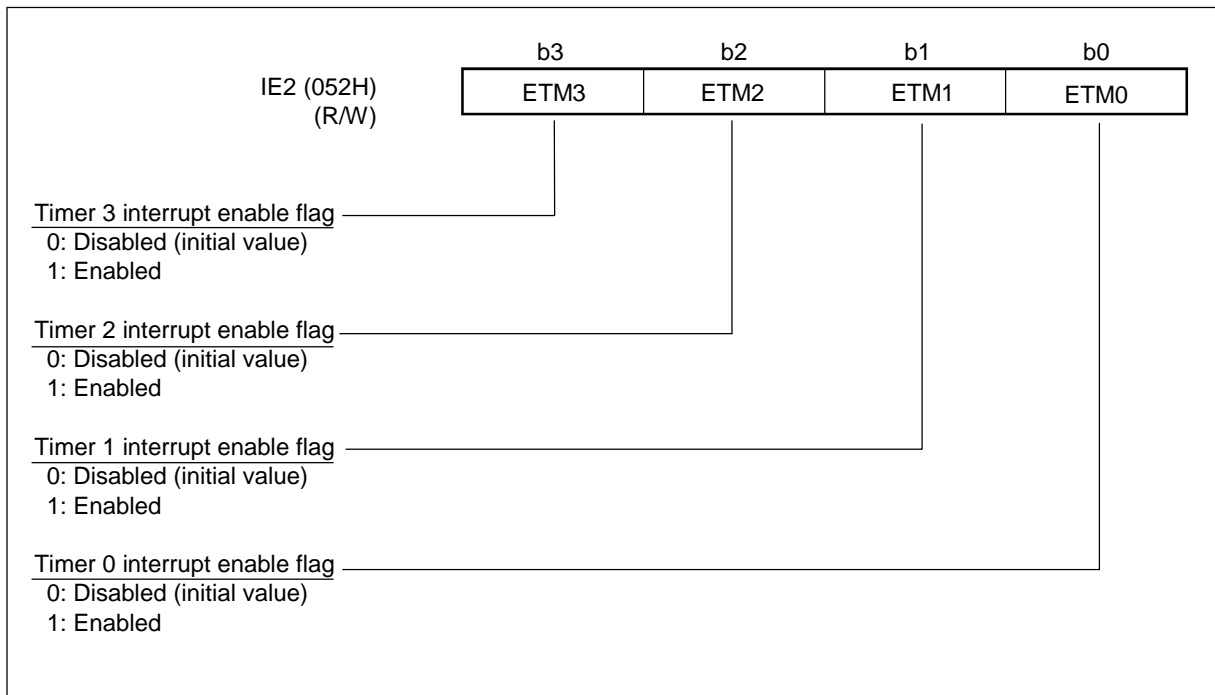 b3 b2 b1 b0
IE2 (052H) ETM3 ETM2 ETM1 ETM0
(R/W)
Timer 3 interrupt enable flag
0: Disabled (initial value)
1: Enabled
Timer 2 interrupt enable flag
0: Disabled (initial value)
1: Enabled
Timer 1 interrupt enable flag
0: Disabled (initial value)
1: Enabled
Timer 0 interrupt enable flag
0: Disabled (initial value)
1: Enabled